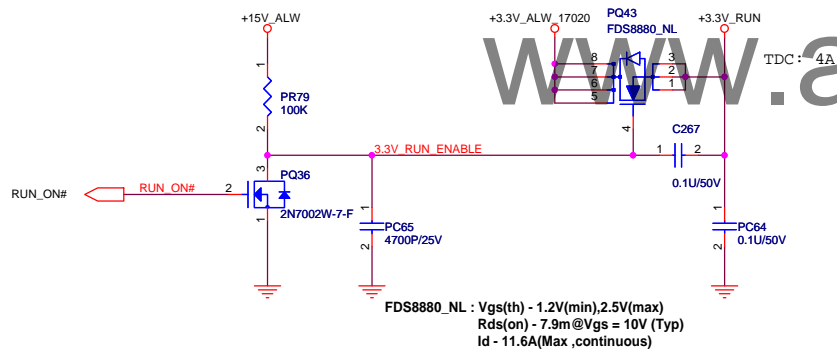 +15V_ALW
+3.3V_ALW_17020
PQ43
FDS8880_NL
+3.3V_RUN
www.a
TDC: 4A
8
7
6
5
3
2
1
4
1
PR79
100K
2
3.3V_RUN_ENABLE
C267
1
2
0.1U/50V
RUN_ON#
RUN_ON#
2
3
PQ36
1
2N7002W-7-F
1
PC65
4700P/25V
2
1
PC64
0.1U/50V
2
FDS8880_NL : Vgs(th) - 1.2V(min),2.5V(max)
Rds(on) - 7.9m@Vgs = 10V (Typ)
Id - 11.6A(Max ,continuous)